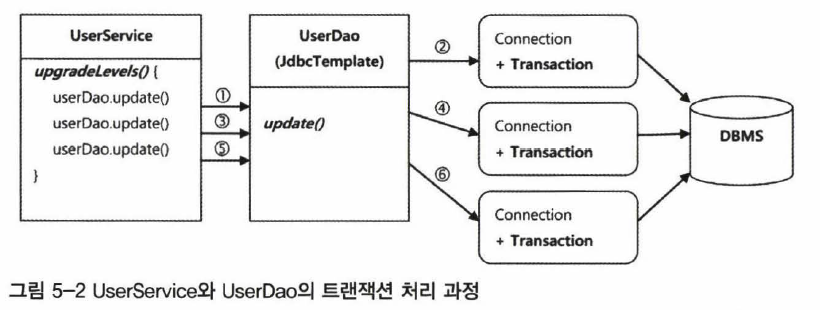 UserService
upgradeLevels() {
userDao.update()
userDao.update()
userDao.update()
}
①
③
⑤
UserDao
(JdbcTemplate)
update()
②
④
⑥
Connection
+ Transaction
Connection
+ Transaction
Connection
+ Transaction
DBMS
그림 5-2 UserService와 UserDao의 트랜잭션 처리 과정